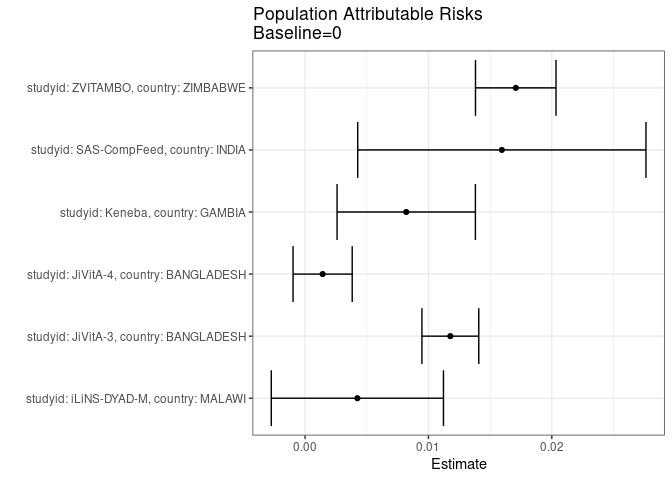 Population Attributable Risks
Baseline=0
studyid: ZVITAMBO, country: ZIMBABWE
studyid: SAS-CompFeed, country: INDIA
studyid: Keneba, country: GAMBIA
studyid: JiVitA-4, country: BANGLADESH
studyid: JiVitA-3, country: BANGLADESH
studyid: iLiNS-DYAD-M, country: MALAWI
0.00 0.01 0.02
Estimate